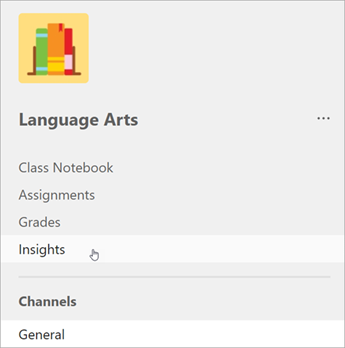 Language Arts
Class Notebook
Assignments
Grades
Insights
Channels
General